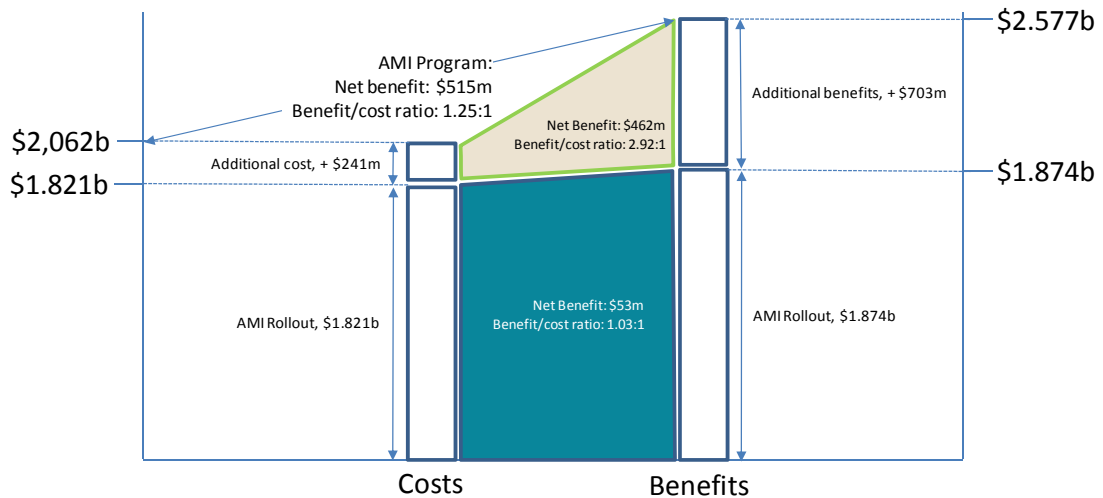 $2.577b
AMI Program:
Net benefit: $515m
Benefit/cost ratio: 1.25:1
Additional benefits, + $703m
Net Benefit: $462m
Benefit/cost ratio: 2.92:1
$2,062b
Additional cost, + $241m
$1.821b
$1.874b
Net Benefit: $53m
Benefit/cost ratio: 1.03:1
AMI Rollout, $1.821b
AMI Rollout, $1.874b
Costs
Benefits